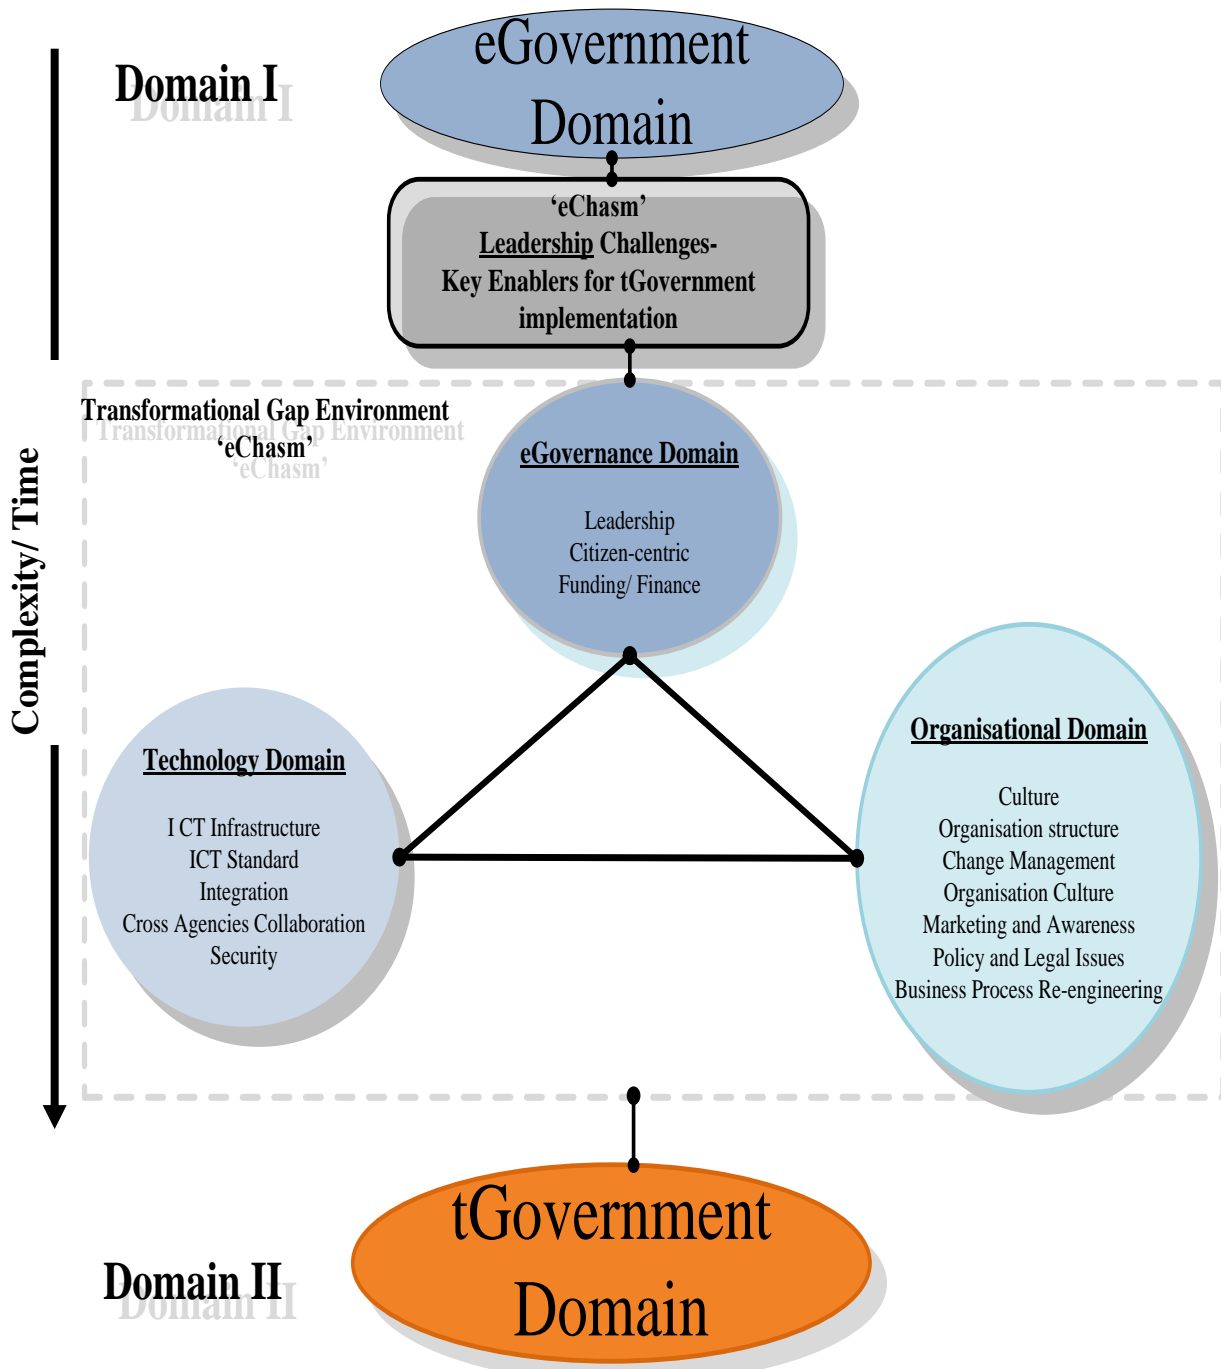 eGovernment
Domain
Domain I
‘eChasm’
Leadership Challenges-
Key Enablers for tGovernment
implementation
Transformational Gap Environment
‘eChasm’
Complexity/ Time
eGovernance Domain
Leadership
Citizen-centric
Funding/ Finance
Technology Domain
I CT Infrastructure
ICT Standard
Integration
Cross Agencies Collaboration
Security
Organisational Domain
Culture
Organisation structure
Change Management
Organisation Culture
Marketing and Awareness
Policy and Legal Issues
Business Process Re-engineering
tGovernment
Domain
Domain II